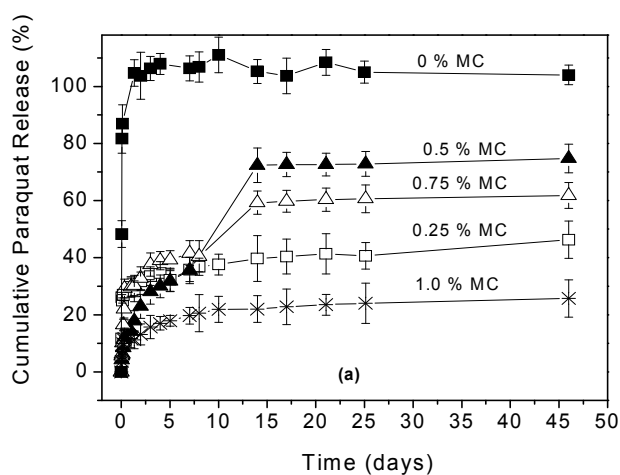 Cumulative Paraquat Release (%)
100
80
60
40
20
0
0 % MC
0.5 % MC
0.75 % MC
0.25 % MC
1.0 % MC
(a)
0 5 10 15 20 25 30 35 40 45 50
Time (days)